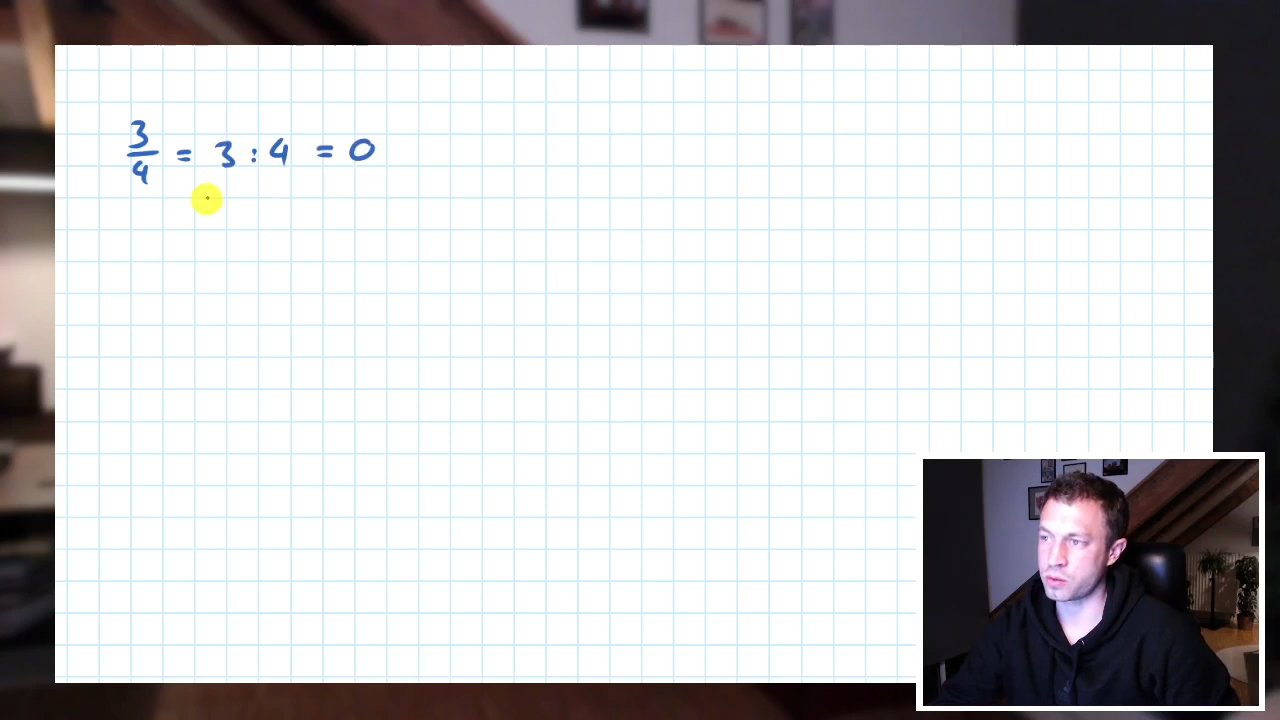 3/4 = 3 : 4 = 0